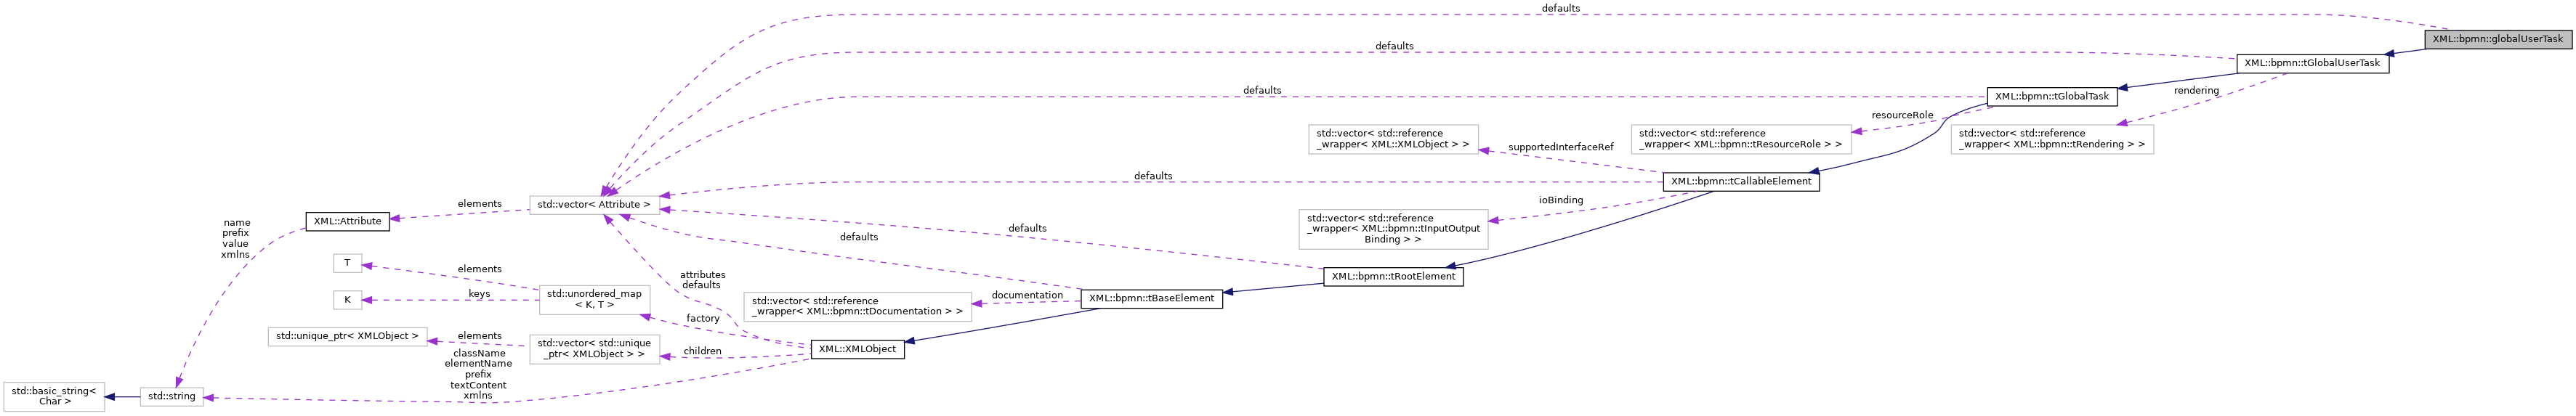 defaults
XML::bpmn::globalUserTask
defaults
XML::bpmn::tGlobalUserTask
defaults
XML::bpmn::tGlobalTask
rendering
resourceRole
std::vector< std::reference
_wrapper< XML::XMLObject > >
std::vector< std::reference
_wrapper< XML::bpmn::tResourceRole > >
std::vector< std::reference
_wrapper< XML::bpmn::tRendering > >
supportedInterfaceRef
defaults
XML::bpmn::tCallableElement
elements
std::vector< Attribute >
ioBinding
XML::Attribute
name
prefix
value
xmlns
std::vector< std::reference
_wrapper< XML::bpmn::tInputOutput
Binding > >
defaults
defaults
T
elements
attributes
defaults
XML::bpmn::tRootElement
K
keys
std::unordered_map
< K, T >
std::vector< std::reference
_wrapper< XML::bpmn::tDocumentation > >
documentation
XML::bpmn::tBaseElement
factory
std::unique_ptr< XMLObject >
elements
std::vector< std::unique
_ptr< XMLObject > >
children
XML::XMLObject
className
elementName
prefix
textContent
xmlns
std::basic_string<
Char >
std::string